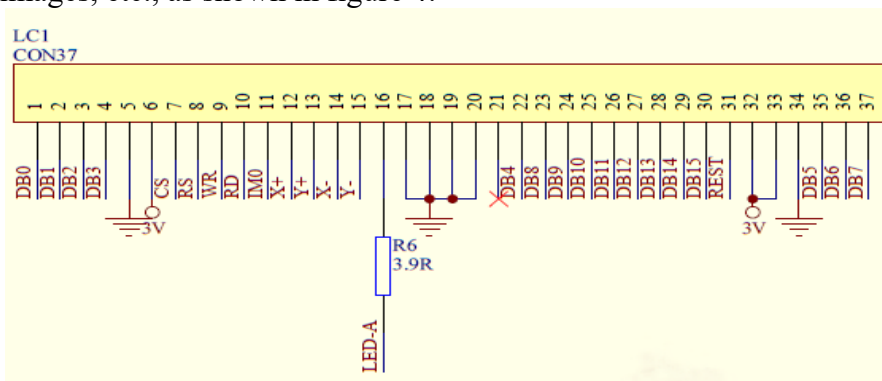 images, etc., as shown in figure 4.
LC1
CON37
1 2 3 4 5 6 7 8 9 10 11 12 13 14 15 16 17 18 19 20 21 22 23 24 25 26 27 28 29 30 31 32 33 34 35 36 37
DB0 DB1 DB2 DB3 CS RS WR RD IM0 X+ Y+ X- Y- DB4 DB8 DB9 DB10 DB11 DB12 DB13 DB14 DB15 REST DB5 DB6 DB7
3V 3V
R6
3.9R
LED-A